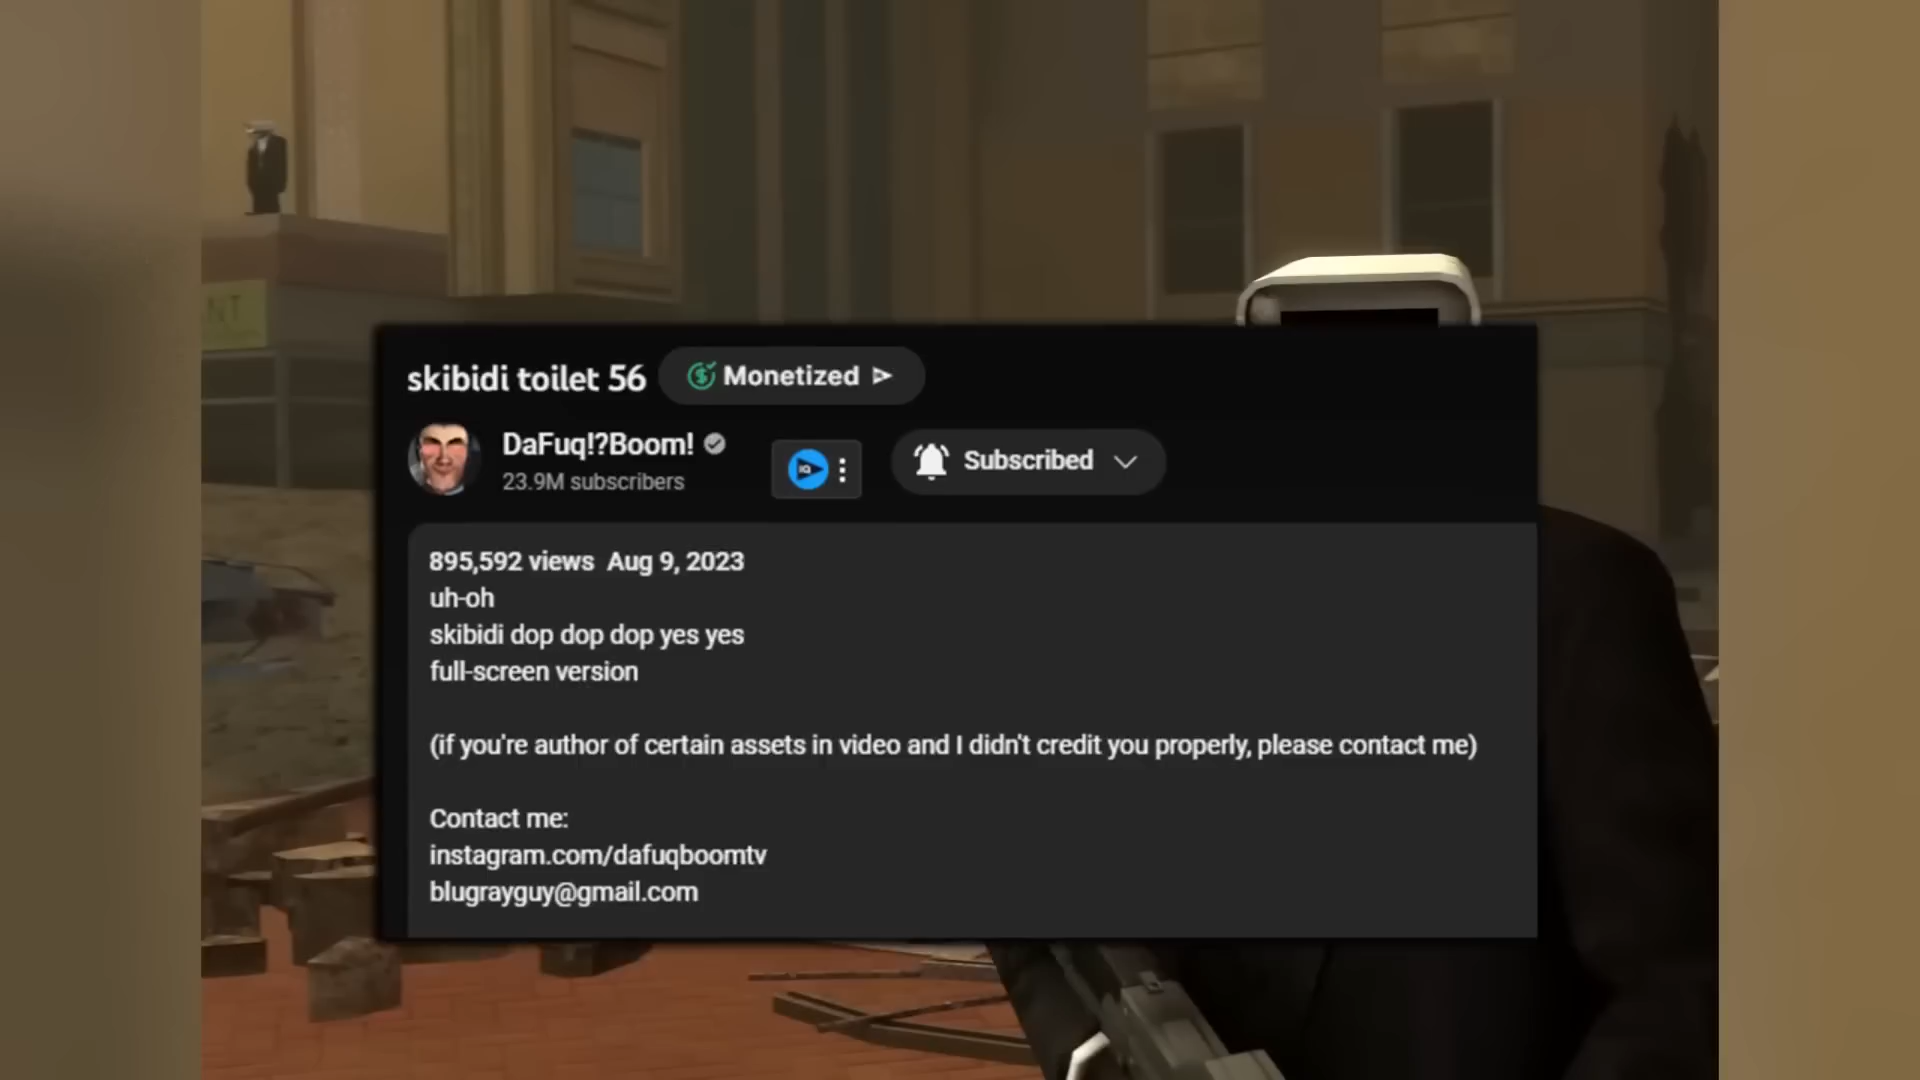 NT
skibidi toilet 56
Monetized
DaFuq!?Boom!
23.9M subscribers
IQ
Subscribed
895,592 views Aug 9, 2023
uh-oh
skibidi dop dop dop yes yes
full-screen version
(if you're author of certain assets in video and I didn't credit you properly, please contact me)
Contact me:
instagram.com/dafuqboomtv
blugrayguy@gmail.com